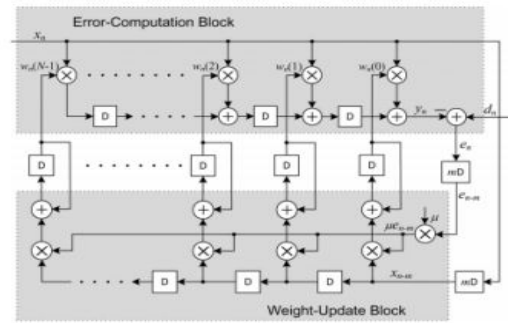 Error-Computation Block
xₙ
wₙ(N-1) wₙ(2) wₙ(1) wₙ(0)
D D D yₙ − dₙ
eₙ
D D D D mD
eₙ₋ₘ
μeₙ₋ₘ μ
xₙ₋ₘ
D D D mD
Weight-Update Block